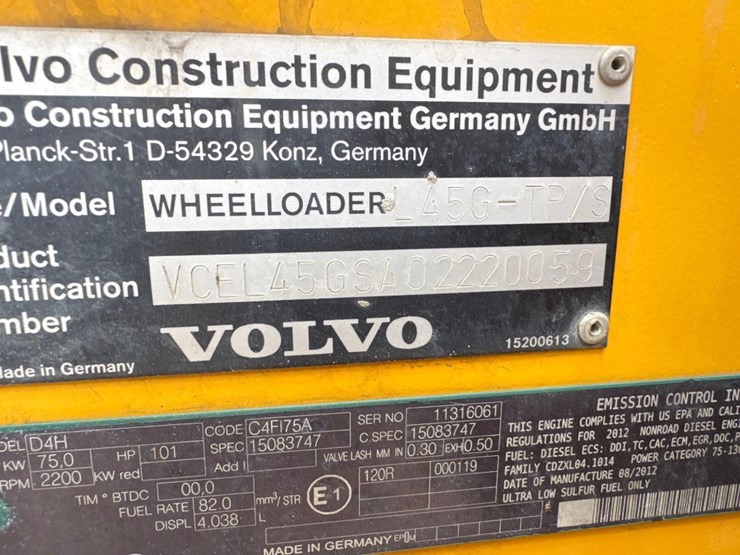 lvo Construction Equipment
o Construction Equipment Germany GmbH
Planck-Str.1 D-54329 Konz, Germany
e/Model WHEELLOADER L45G-TP/S
duct
ntification VCEL45GSA02220059
mber
VOLVO 15200613
Made in Germany
DEL D4H CODE C4FI75A SER NO 11316061
KW 75,0 HP 101 SPEC 15083747 C.SPEC 15083747
RPM 2200 KW red Add I VALVE LASH MM IN 0.30 EXH 0.50
TIM ° BTDC 00,0 E1 120R 000119
FUEL RATE 82.0 mm³/STR
DISPL 4.038 L
MADE IN GERMANY
EMISSION CONTROL IN
THIS ENGINE COMPLIES WITH US EPA AND CALI
REGULATIONS FOR 2012 NONROAD DIESEL ENG
FUEL: DIESEL ECS: DDI,TC,CAC,ECM,EGR,DOC,P
FAMILY CDZXL04.1014 POWER CATEGORY 75-130
DATE OF MANUFACTURE 08/2012
ULTRA LOW SULFUR FUEL ONLY